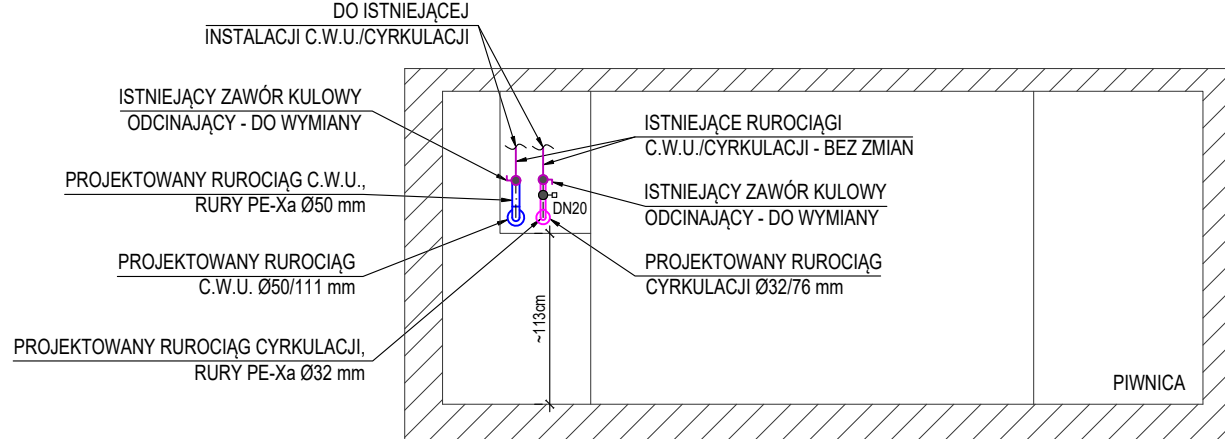 DO ISTNIEJĄCEJ
INSTALACJI C.W.U./CYRKULACJI
ISTNIEJĄCY ZAWÓR KULOWY
ODCINAJĄCY - DO WYMIANY
PROJEKTOWANY RUROCIĄG C.W.U.,
RURY PE-Xa Ø50 mm
PROJEKTOWANY RUROCIĄG
C.W.U. Ø50/111 mm
PROJEKTOWANY RUROCIĄG CYRKULACJI,
RURY PE-Xa Ø32 mm
ISTNIEJĄCE RUROCIĄGI
C.W.U./CYRKULACJI - BEZ ZMIAN
ISTNIEJĄCY ZAWÓR KULOWY
ODCINAJĄCY - DO WYMIANY
DN20
PROJEKTOWANY RUROCIĄG
CYRKULACJI Ø32/76 mm
~113cm
PIWNICA